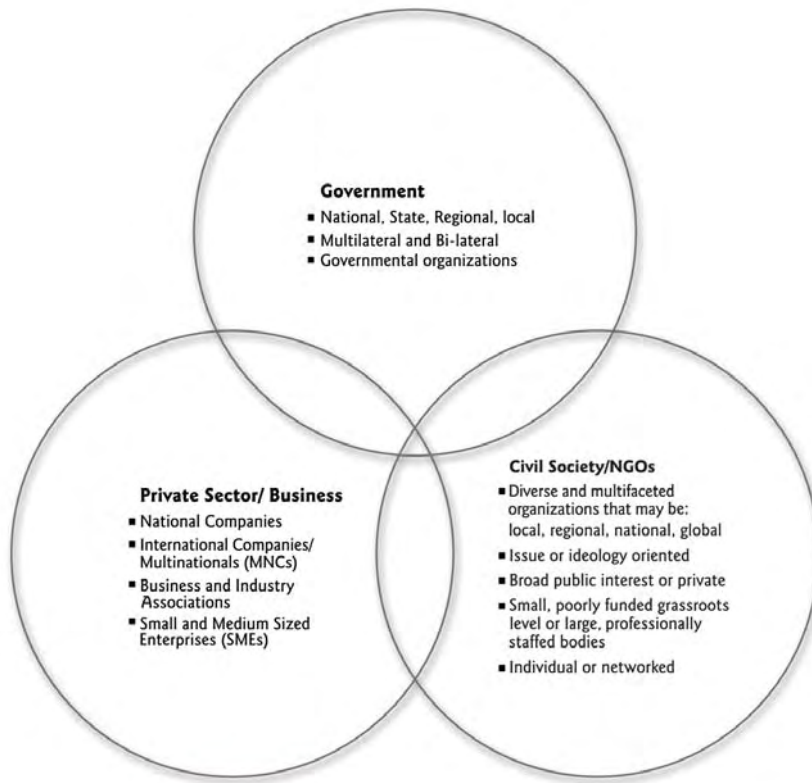 Government
▪ National, State, Regional, local
▪ Multilateral and Bi-lateral
▪ Governmental organizations
Private Sector/ Business
▪ National Companies
▪ International Companies/
Multinationals (MNCs)
▪ Business and Industry
Associations
▪ Small and Medium Sized
Enterprises (SMEs)
Civil Society/NGOs
▪ Diverse and multifaceted
organizations that may be:
local, regional, national, global
▪ Issue or ideology oriented
▪ Broad public interest or private
▪ Small, poorly funded grassroots
level or large, professionally
staffed bodies
▪ Individual or networked